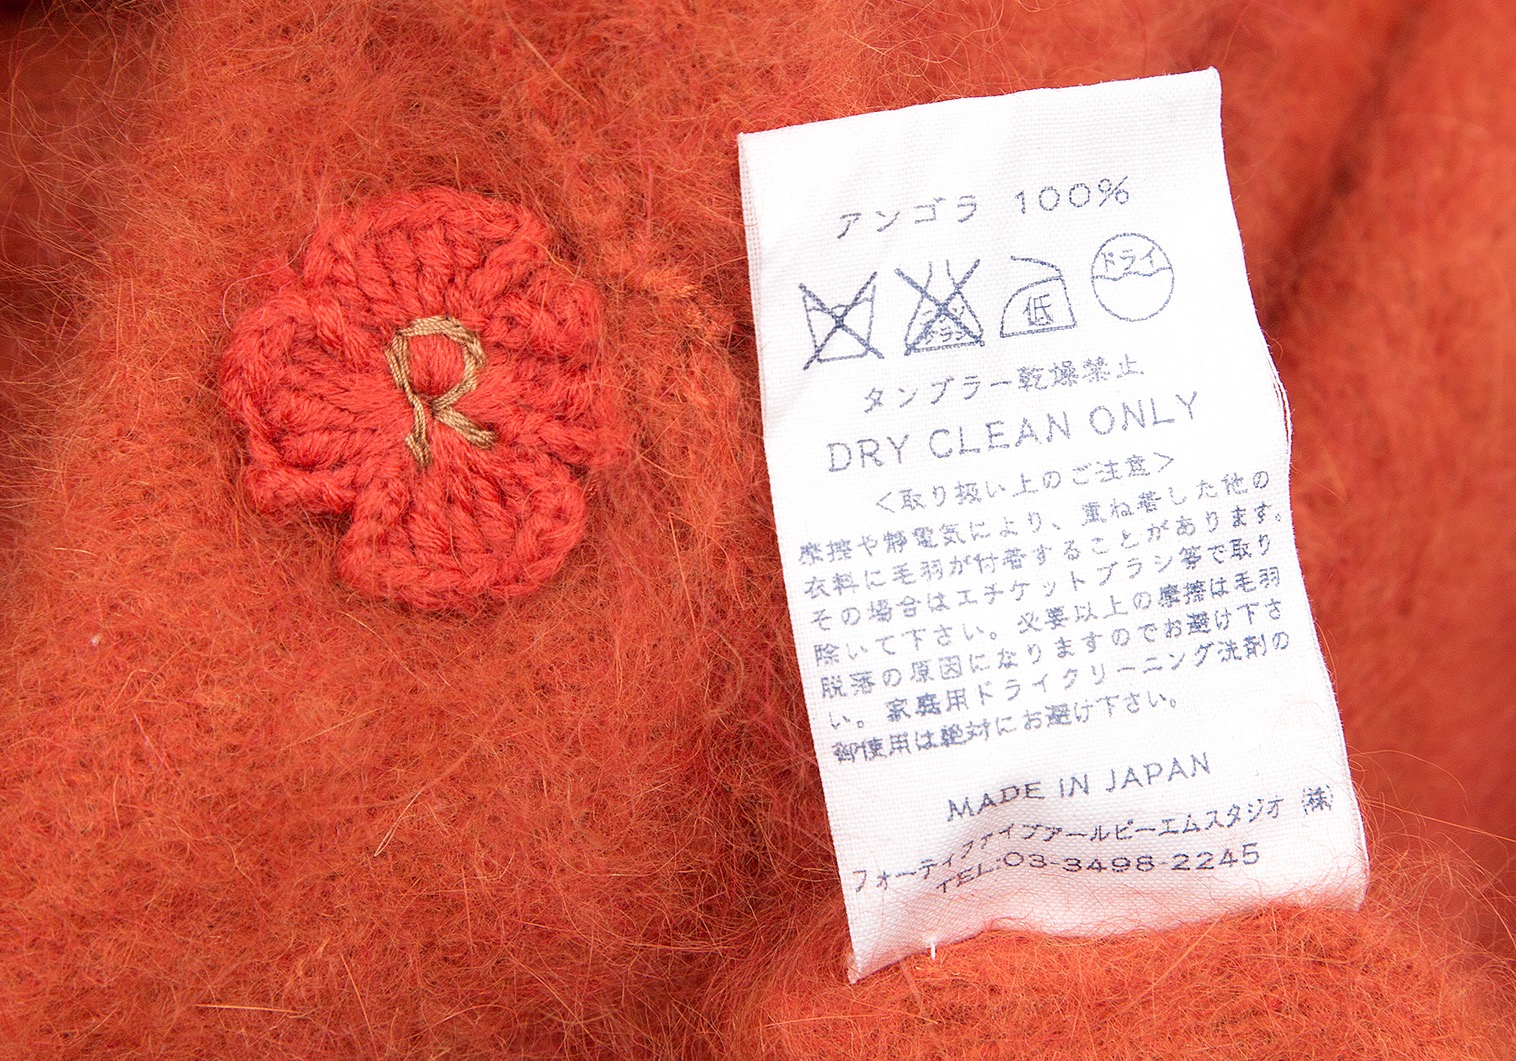 R
アンゴラ 100%
低
ドライ
タンブラー乾燥禁止
DRY CLEAN ONLY
<取り扱い上のご注意>
摩擦や静電気により、重ね着した他の
衣料に毛羽が付着することがあります。
その場合はエチケットブラシ等で取り
除いて下さい。必要以上の摩擦は毛羽
脱落の原因になりますのでお避け下さ
い。家庭用ドライクリーニング洗剤の
御使用は絶対にお避け下さい。
MADE IN JAPAN
フォーティファイブアールピーエムスタジオ (株)
TEL:03-3498-2245